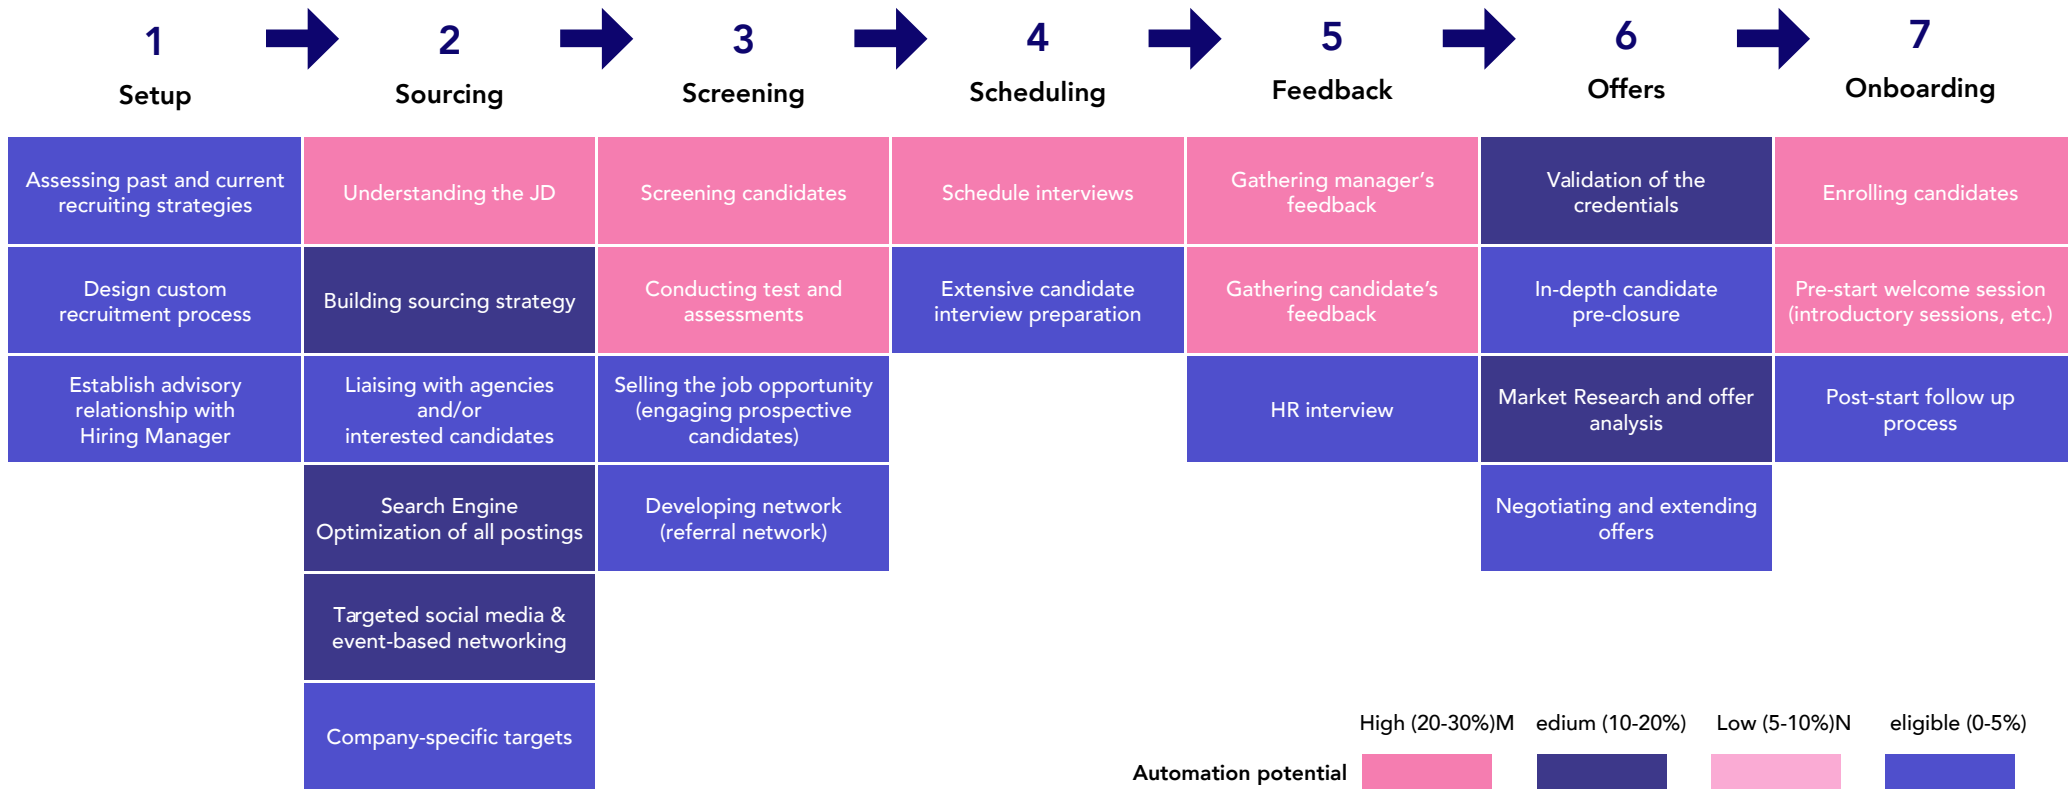 1
2
3
4
5
6
7
Setup
Sourcing
Screening
Scheduling
Feedback
Offers
Onboarding
Assessing past and current
recruiting strategies
Design custom
recruitment process
Establish advisory
relationship with
Hiring Manager
Understanding the JD
Building sourcing strategy
Liaising with agencies
and/or
interested candidates
Search Engine
Optimization of all postings
Targeted social media &
event-based networking
Company-specific targets
Screening candidates
Conducting test and
assessments
Selling the job opportunity
(engaging prospective
candidates)
Developing network
(referral network)
Schedule interviews
Extensive candidate
interview preparation
Gathering manager's
feedback
Gathering candidate's
feedback
HR interview
Validation of the
credentials
In-depth candidate
pre-closure
Market Research and offer
analysis
Negotiating and extending
offers
Enrolling candidates
Pre-start welcome session
(introductory sessions, etc.)
Post-start follow up
process
High (20-30%)M edium (10-20%) Low (5-10%)N eligible (0-5%)
Automation potential